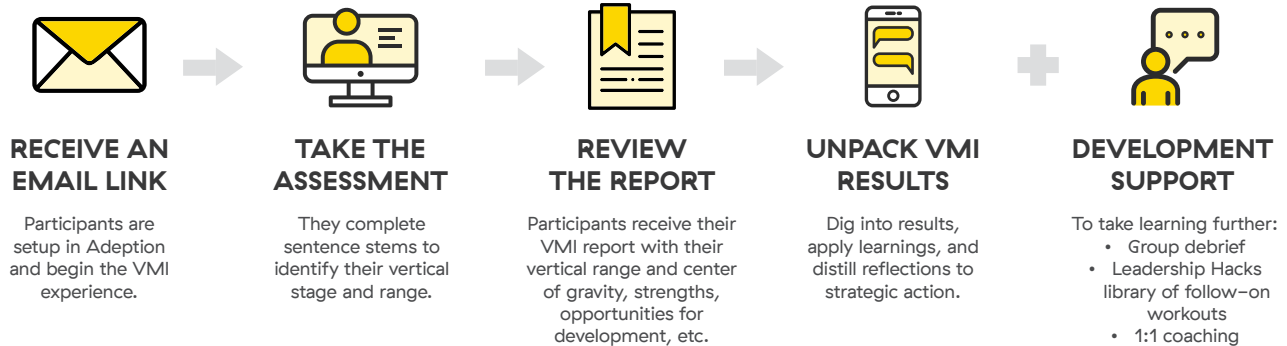 RECEIVE AN
EMAIL LINK
Participants are
setup in Adeption
and begin the VMI
experience.
TAKE THE
ASSESSMENT
They complete
sentence stems to
identify their vertical
stage and range.
REVIEW
THE REPORT
Participants receive their
VMI report with their
vertical range and center
of gravity, strengths,
opportunities for
development, etc.
UNPACK VMI
RESULTS
Dig into results,
apply learnings, and
distill reflections to
strategic action.
DEVELOPMENT
SUPPORT
To take learning further:
• Group debrief
• Leadership Hacks
library of follow-on
workouts
• 1:1 coaching